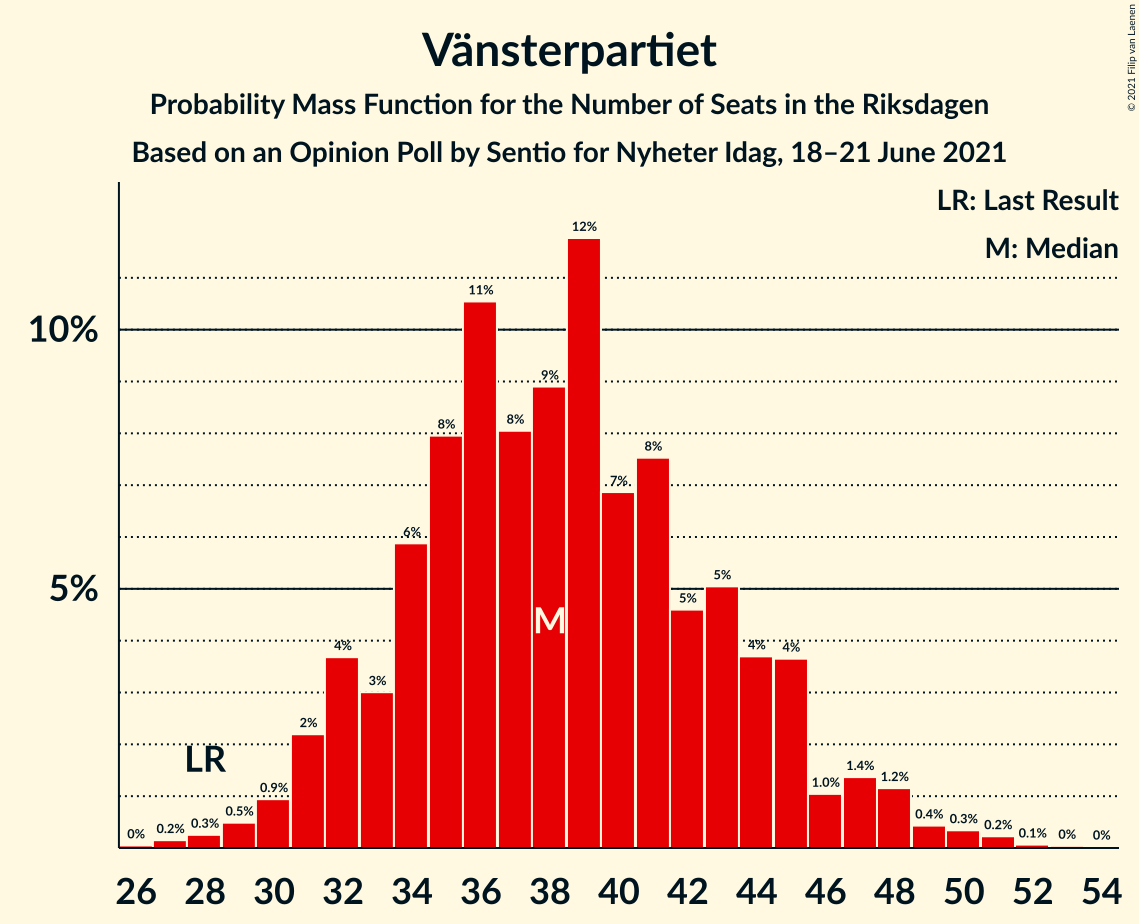 Vänsterpartiet
Probability Mass Function for the Number of Seats in the Riksdagen
Based on an Opinion Poll by Sentio for Nyheter Idag, 18–21 June 2021
© 2021 Filip van Laenen
LR: Last Result
M: Median
10%
5%
0% 0.2% 0.3% 0.5% 0.9% 2% 4% 3% 6% 8% 11% 8% 9% 12% 7% 8% 5% 5% 4% 4% 1.0% 1.4% 1.2% 0.4% 0.3% 0.2% 0.1% 0% 0%
LR
M
26 28 30 32 34 36 38 40 42 44 46 48 50 52 54